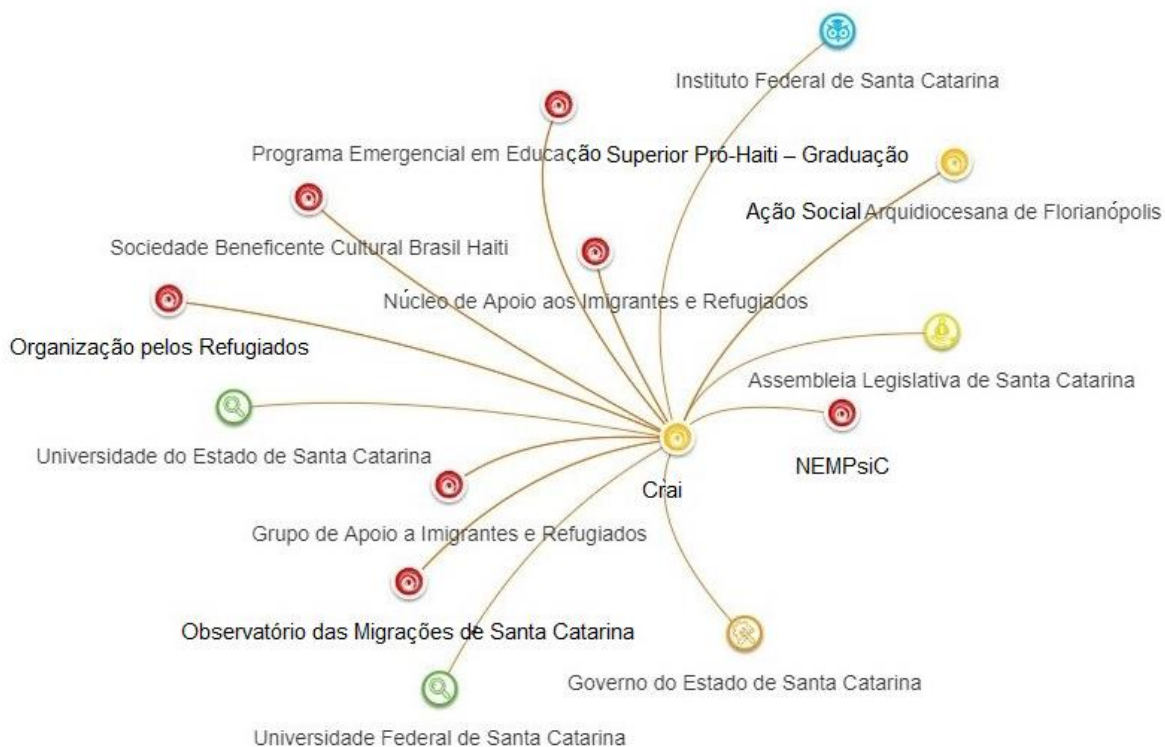 Instituto Federal de Santa Catarina
Programa Emergencial em Educação Superior Pró-Haiti – Graduação
Ação Social Arquidiocesana de Florianópolis
Sociedade Beneficente Cultural Brasil Haiti
Núcleo de Apoio aos Imigrantes e Refugiados
Organização pelos Refugiados
Assembleia Legislativa de Santa Catarina
Universidade do Estado de Santa Catarina
NEMPsiC
Crai
Grupo de Apoio a Imigrantes e Refugiados
Observatório das Migrações de Santa Catarina
Governo do Estado de Santa Catarina
Universidade Federal de Santa Catarina